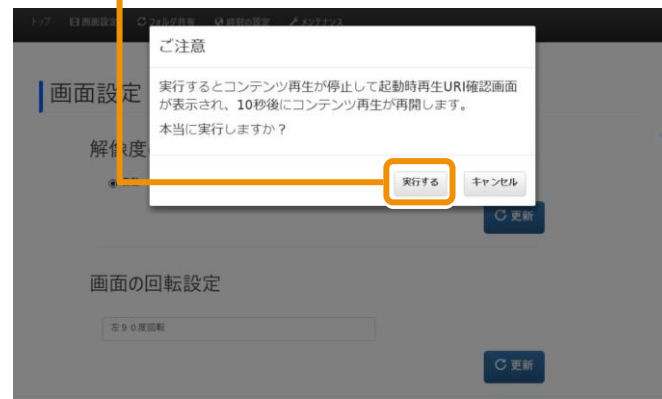 トップ 画面設定 フォルダ共有 時刻の設定 メンテナンス
ご注意
画面設定
実行するとコンテンツ再生が停止して起動時再生URI確認画面
が表示され、10秒後にコンテンツ再生が再開します。
本当に実行しますか？
解像度
実行する キャンセル
更新
画面の回転設定
左９０度回転
更新